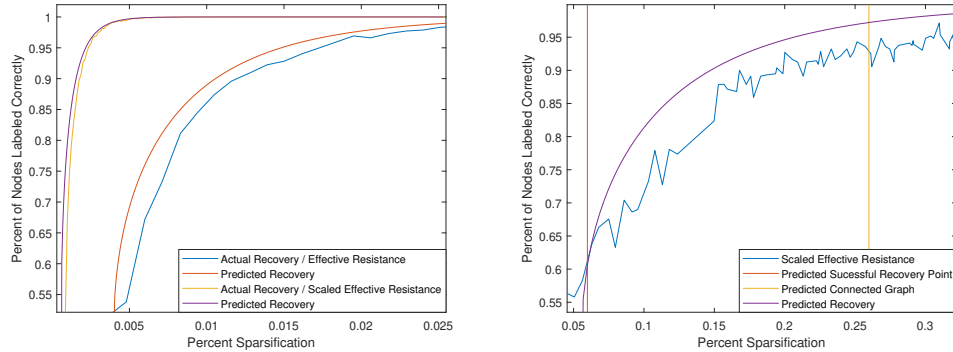 Percent of Nodes Labeled Correctly
1
0.95
0.9
0.85
0.8
0.75
0.7
0.65
0.6
0.55
0.005
0.01
0.015
0.02
0.025
Percent Sparsification
Actual Recovery / Effective Resistance
Predicted Recovery
Actual Recovery / Scaled Effective Resistance
Predicted Recovery
Percent of Nodes Labeled Correctly
0.95
0.9
0.85
0.8
0.75
0.7
0.65
0.6
0.55
0.05
0.1
0.15
0.2
0.25
0.3
Percent Sparsification
Scaled Effective Resistance
Predicted Sucessful Recovery Point
Predicted Connected Graph
Predicted Recovery